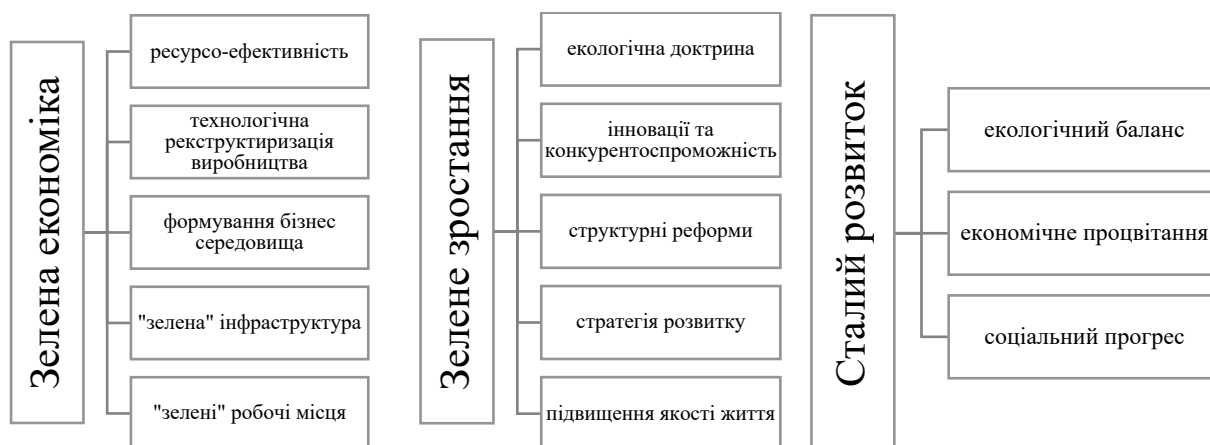 Зелена економіка
ресурсо-ефективність
технологічна
реструктиризація
виробництва
формування бізнес
середовища
"зелена" інфраструктура
"зелені" робочі місця
Зелене зростання
екологічна доктрина
інновації та
конкурентоспроможність
структурні реформи
стратегія розвитку
підвищення якості життя
Сталий розвиток
екологічний баланс
економічне процвітання
соціальний прогрес